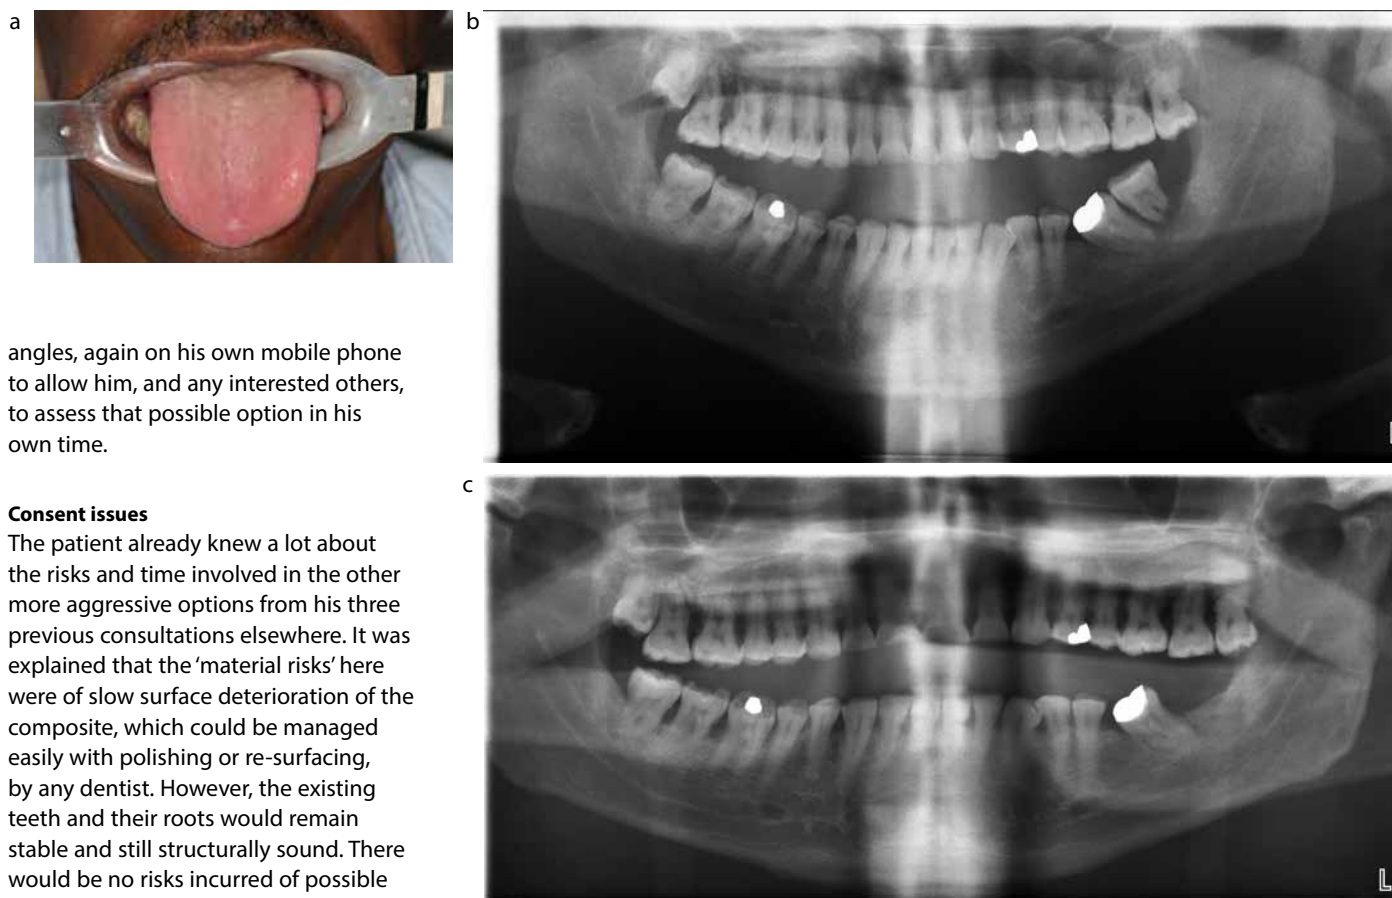 a
b
angles, again on his own mobile phone
to allow him, and any interested others,
to assess that possible option in his
own time.
c
Consent issues
The patient already knew a lot about
the risks and time involved in the other
more aggressive options from his three
previous consultations elsewhere. It was
explained that the ‘material risks’ here
were of slow surface deterioration of the
composite, which could be managed
easily with polishing or re-surfacing,
by any dentist. However, the existing
teeth and their roots would remain
stable and still structurally sound. There
would be no risks incurred of possible
L